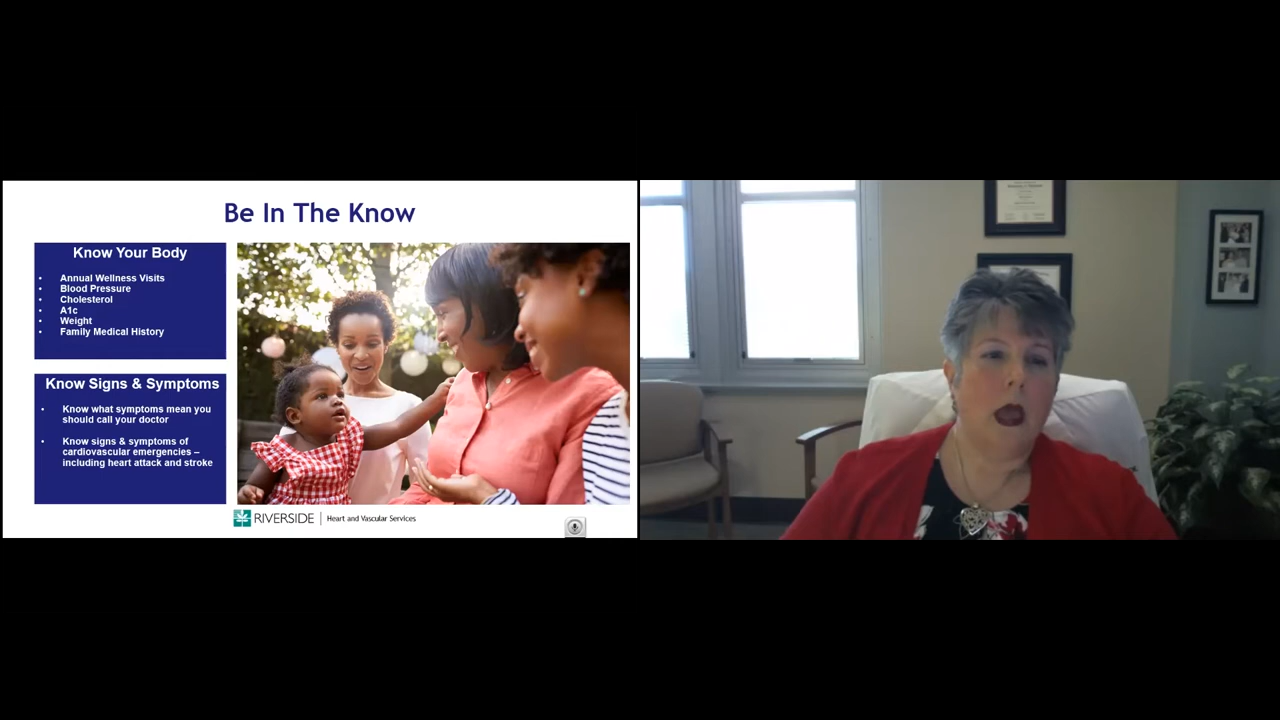 Be In The Know
Know Your Body
• Annual Wellness Visits
• Blood Pressure
• Cholesterol
• A1c
• Weight
• Family Medical History
Know Signs & Symptoms
• Know what symptoms mean you
should call your doctor
• Know signs & symptoms of
cardiovascular emergencies –
including heart attack and stroke
RIVERSIDE | Heart and Vascular Services